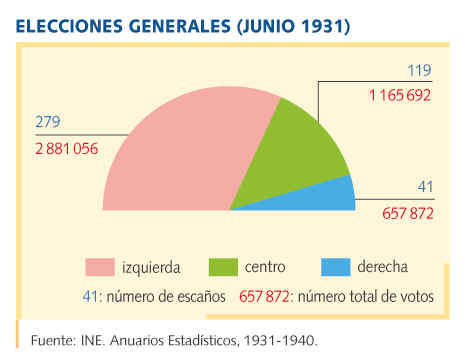 ELECCIONES GENERALES (JUNIO 1931)
119
1 165 692
279
2 881 056
41
657 872
izquierda centro derecha
41: número de escaños 657 872: número total de votos
Fuente: INE. Anuarios Estadísticos, 1931-1940.